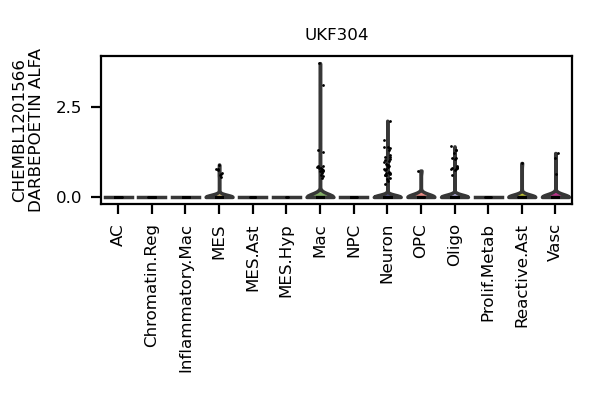 UKF304
CHEMBL1201566
DARBEPOETIN ALFA
2.5
0.0
AC
Chromatin.Reg
Inflammatory.Mac
MES
MES.Ast
MES.Hyp
Mac
NPC
Neuron
OPC
Oligo
Prolif.Metab
Reactive.Ast
Vasc